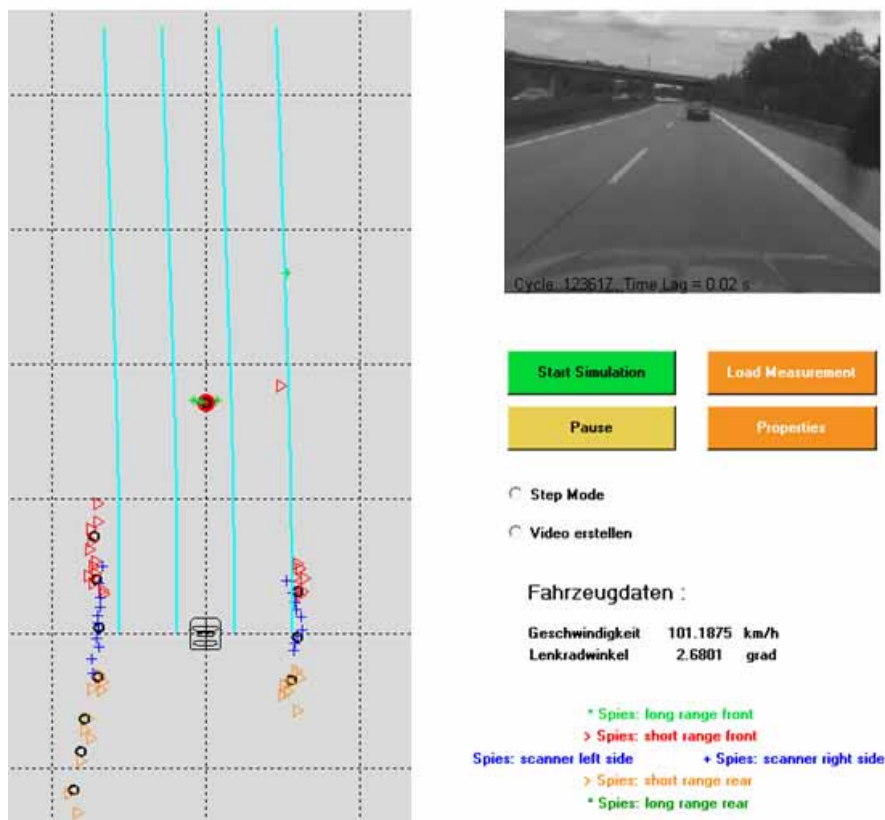 Cycle: 123617, Time Lag = 0.02 s
Start Simulation
Load Measurement
Pause
Properties
Step Mode
Video erstellen
Fahrzeugdaten :
Geschwindigkeit 101.1875 km/h
Lenkradwinkel 2.6801 grad
* Spies: long range front
> Spies: short range front
Spies: scanner left side + Spies: scanner right side
> Spies: short range rear
* Spies: long range rear